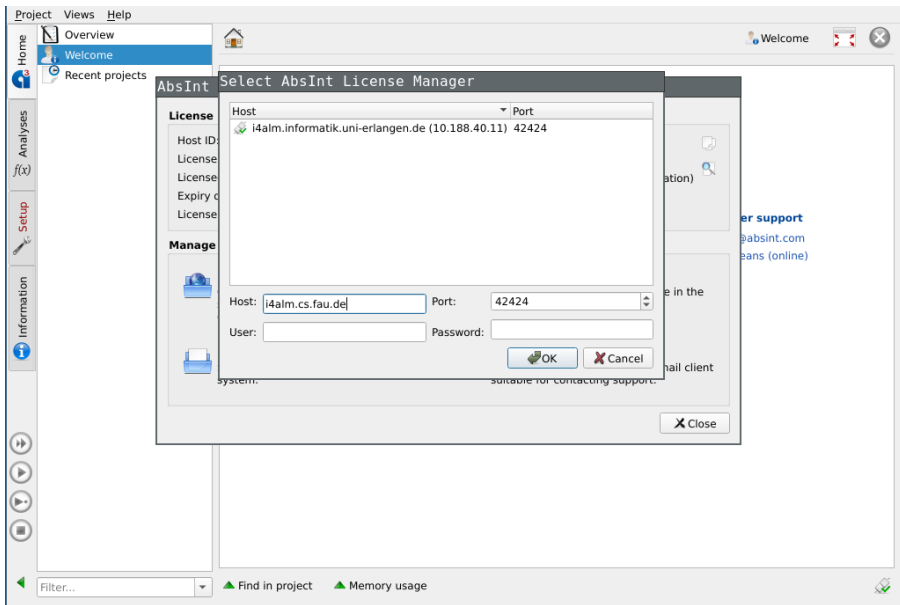 Project Views Help
Home
Analyses
f(x)
Setup
Information
Overview
Welcome
Recent projects
Welcome
AbsInt
License
Host ID:
License
License
ation)
Expiry
License
Manage
e in the
nail client
system.
suitable for contacting support.
Close
Select AbsInt License Manager
Host Port
i4alm.informatik.uni-erlangen.de (10.188.40.11) 42424
Host: i4alm.cs.fau.de Port: 42424
User: Password:
OK Cancel
er support
@absint.com
eans (online)
Filter...
Find in project Memory usage